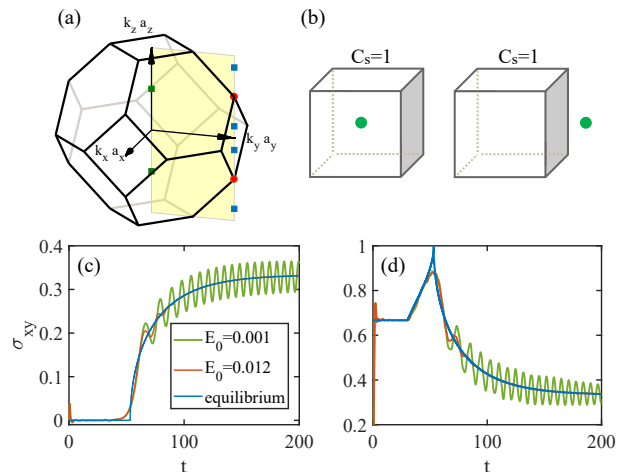 (a)
k_z a_z
k_y a_y
k_x a_x
(b)
C_s=1
C_s=1
(c)
0.4
0.3
0.2
0.1
0
σ_xy
0
100
200
t
E_0=0.001
E_0=0.012
equilibrium
(d)
1
0.8
0.6
0.4
0.2
0
100
200
t